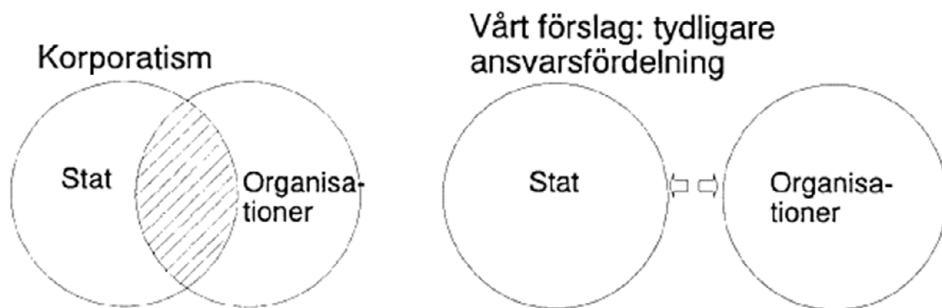 Korporatism
Stat
Organisa-
tioner
Vårt förslag: tydligare
ansvarsfördelning
Stat
Organisa-
tioner